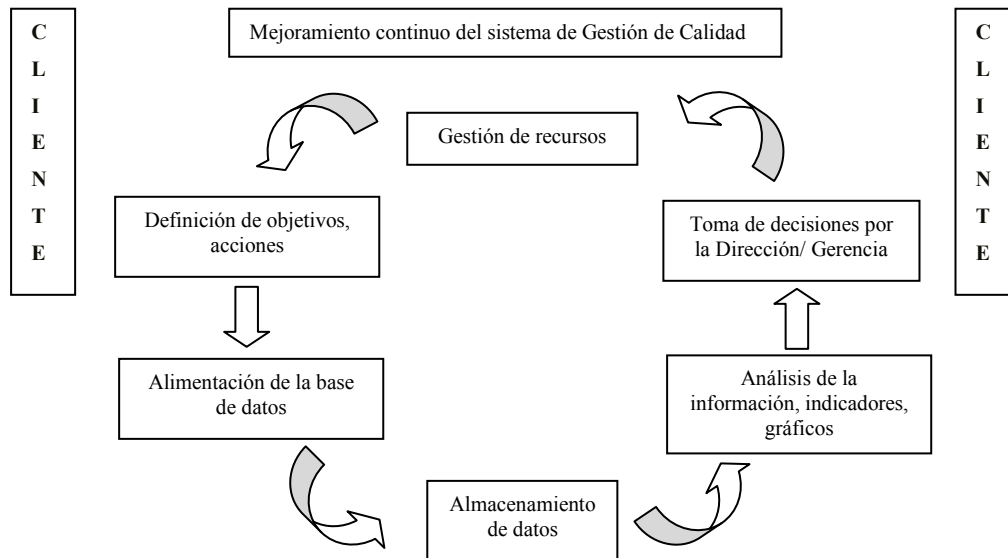 C
L
I
E
N
T
E
Mejoramiento continuo del sistema de Gestión de Calidad
C
L
I
E
N
T
E
Gestión de recursos
Definición de objetivos,
acciones
Toma de decisiones por
la Dirección/ Gerencia
Alimentación de la base
de datos
Análisis de la
información, indicadores,
gráficos
Almacenamiento
de datos